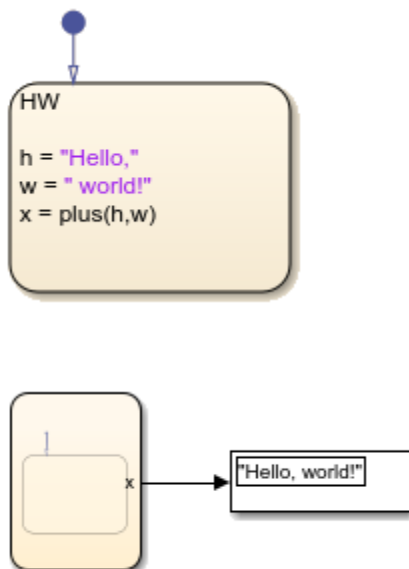 HW
h = "Hello,"
w = " world!"
x = plus(h,w)
x
"Hello, world!"